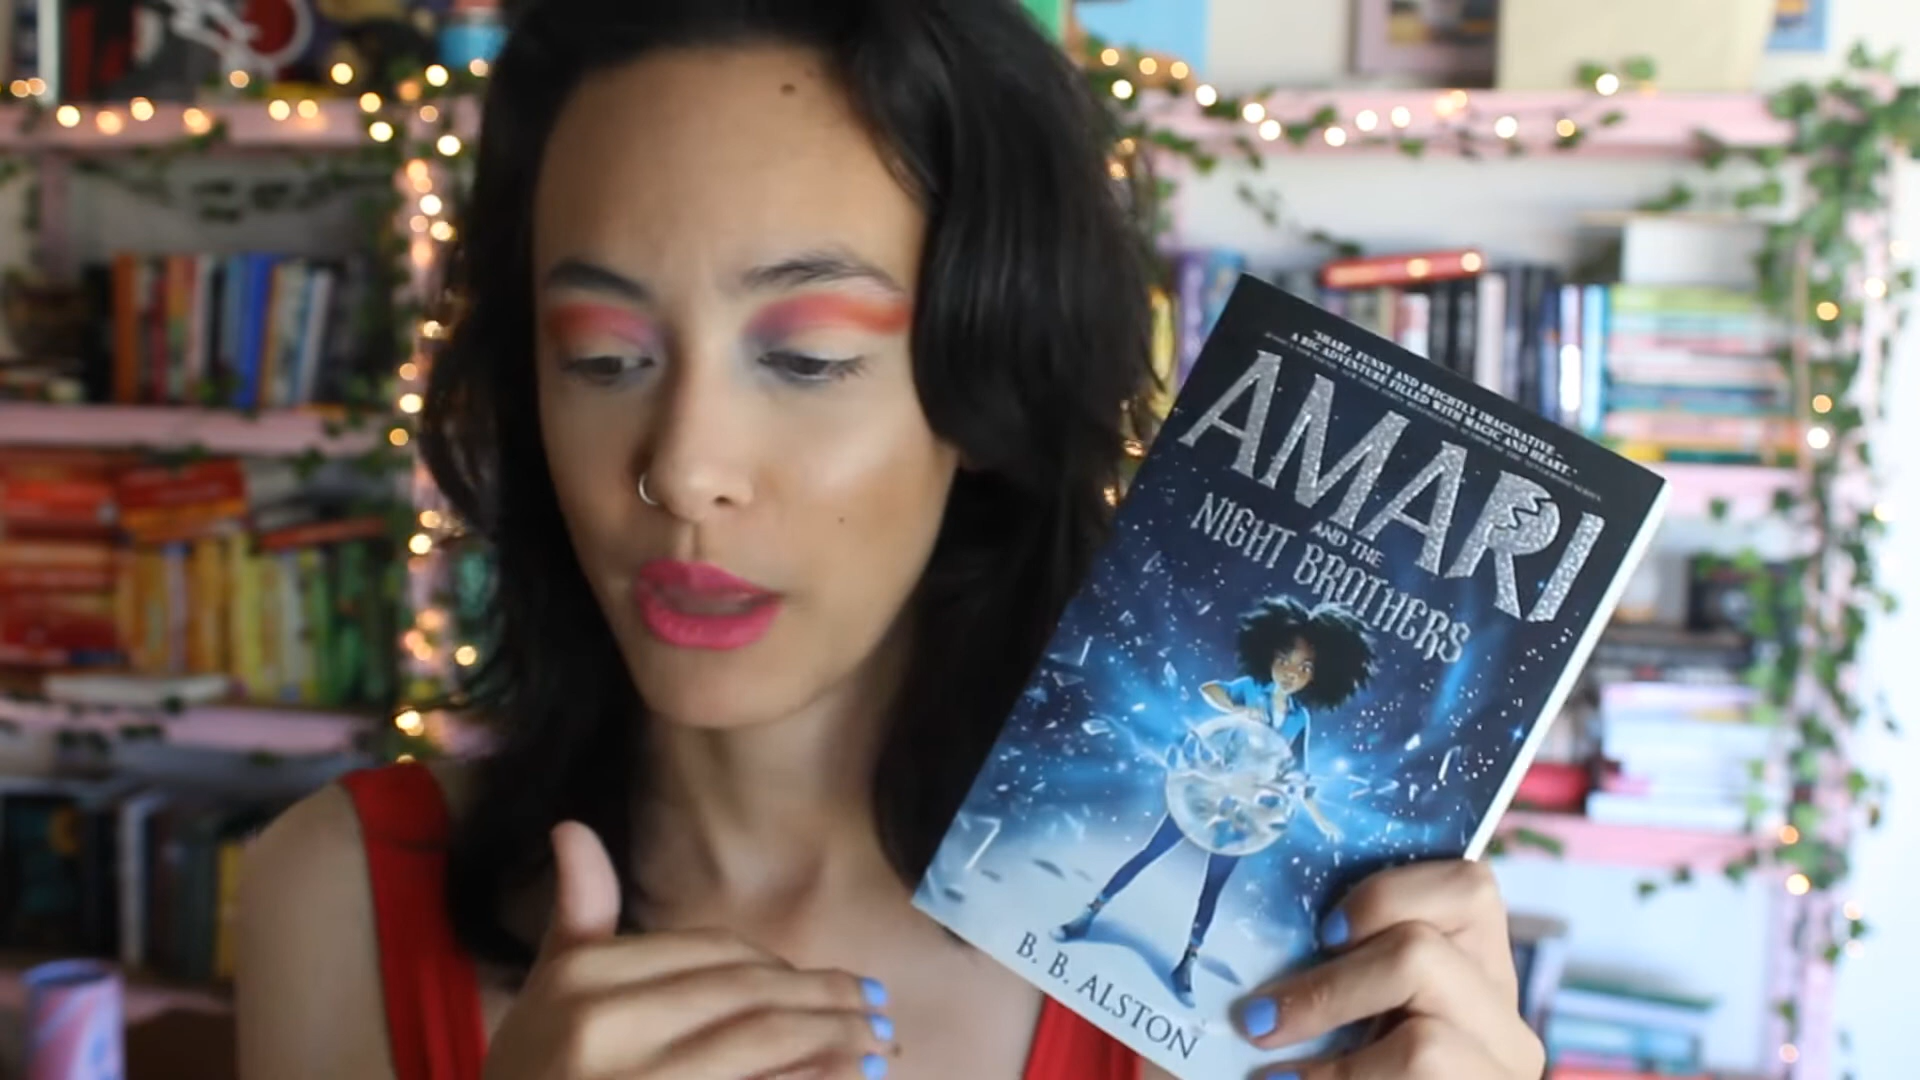 "SHARP, FUNNY AND BRIGHTLY IMAGINATIVE –
A BIG ADVENTURE FILLED WITH MAGIC AND HEART."
AMARI
AND THE
NIGHT BROTHERS
B. B. ALSTON